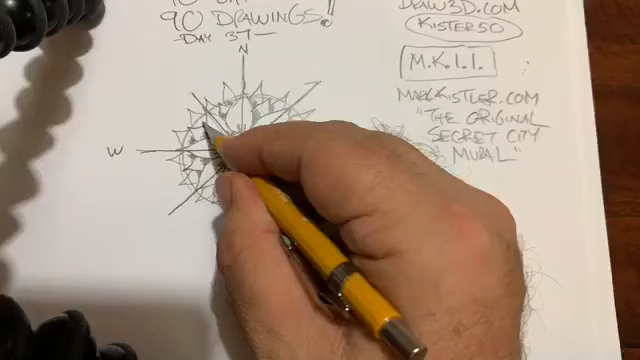 90 DRAWINGS!
-DAY 37-
N
W
DRAW3D.COM
KISTER50
M.K.I.I.
MARKKISTLER.COM
"THE ORIGINAL
SECRET CITY
MURAL"